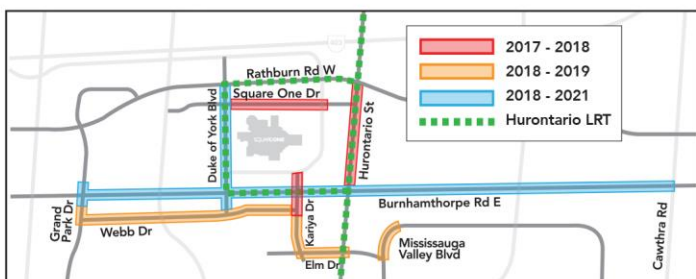 2017 - 2018
2018 - 2019
2018 - 2021
Hurontario LRT
Rathburn Rd W
Square One Dr
Duke of York Blvd
Hurontario St
Burnhamthorpe Rd E
Grand
Park Dr
Webb Dr
Kariya Dr
Elm Dr
Mississauga
Valley Blvd
Cawthra Rd